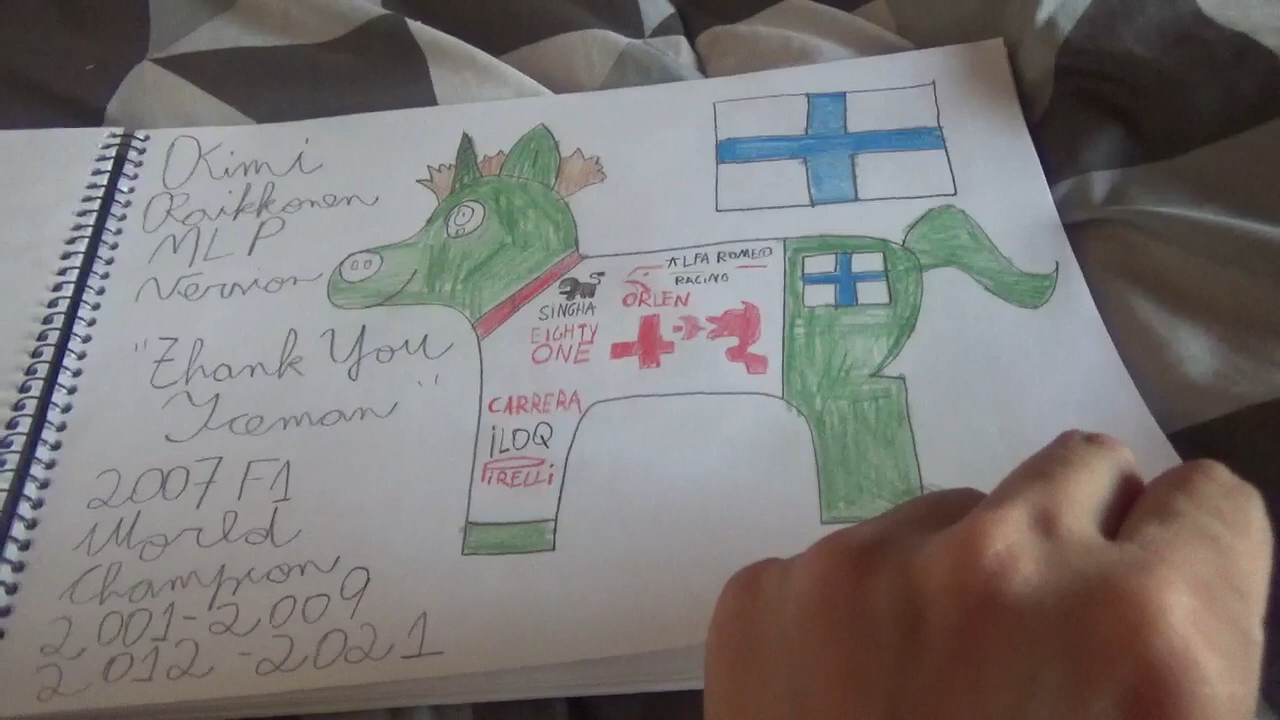 Kimi
Raikkonen
MLP
Version
"Thank You
Iceman"
2007 F1
World
Champion
2001-2009
2012-2021
SINGHA
EIGHTY
ONE
CARRERA
iLOQ
PIRELLi
ALFA ROMEO
RACING
ORLEN